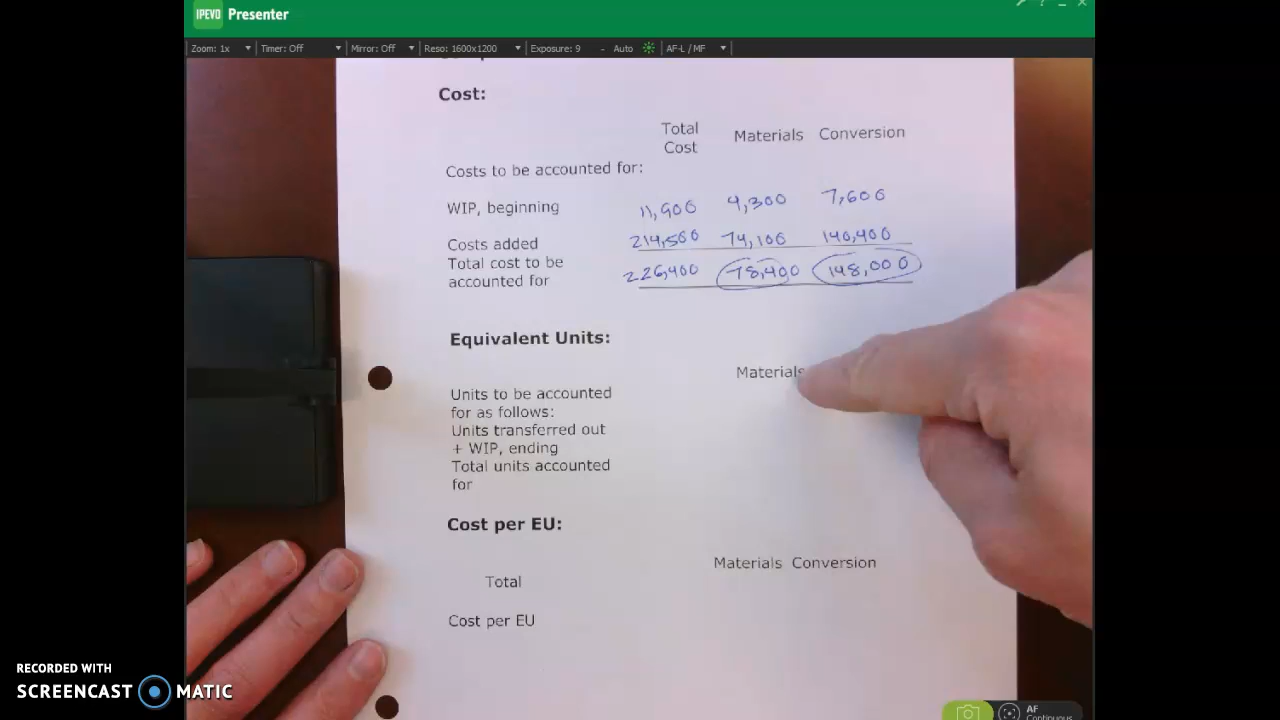 IPEVO Presenter
Zoom: 1x Timer: Off Mirror: Off Reso: 1600x1200 Exposure: 9 - Auto AF-L / MF
Cost:
Total Cost Materials Conversion
Costs to be accounted for:
WIP, beginning 11,900 4,300 7,600
Costs added 214,500 74,100 140,400
Total cost to be
accounted for 226,400 78,400 148,000
Equivalent Units:
Materials
Units to be accounted
for as follows:
Units transferred out
+ WIP, ending
Total units accounted
for
Cost per EU:
Materials Conversion
Total
Cost per EU
RECORDED WITH
SCREENCAST MATIC
AF
Continuous